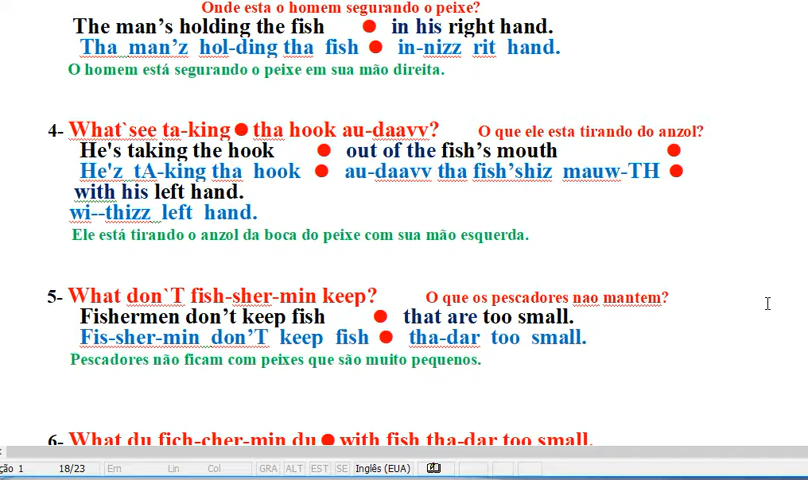 Onde esta o homem segurando o peixe?
The man's holding the fish ● in his right hand.
Tha man'z hol-ding tha fish ● in-nizz rit hand.
O homem está segurando o peixe em sua mão direita.
4- What`see ta-king ● tha hook au-daavv? O que ele esta tirando do anzol?
He's taking the hook ● out of the fish's mouth ●
He'z tA-king tha hook ● au-daavv tha fish'shiz mauw-TH ●
with his left hand.
wi--thizz left hand.
Ele está tirando o anzol da boca do peixe com sua mão esquerda.
5- What don`T fish-sher-min keep? O que os pescadores nao mantem?
Fishermen don't keep fish ● that are too small.
Fis-sher-min don'T keep fish ● tha-dar too small.
Pescadores não ficam com peixes que são muito pequenos.
6- What du fich-cher-min du ● with fish tha-dar too small.
ção 1 18/23 Em Lin Col GRA ALT EST SE Inglês (EUA)